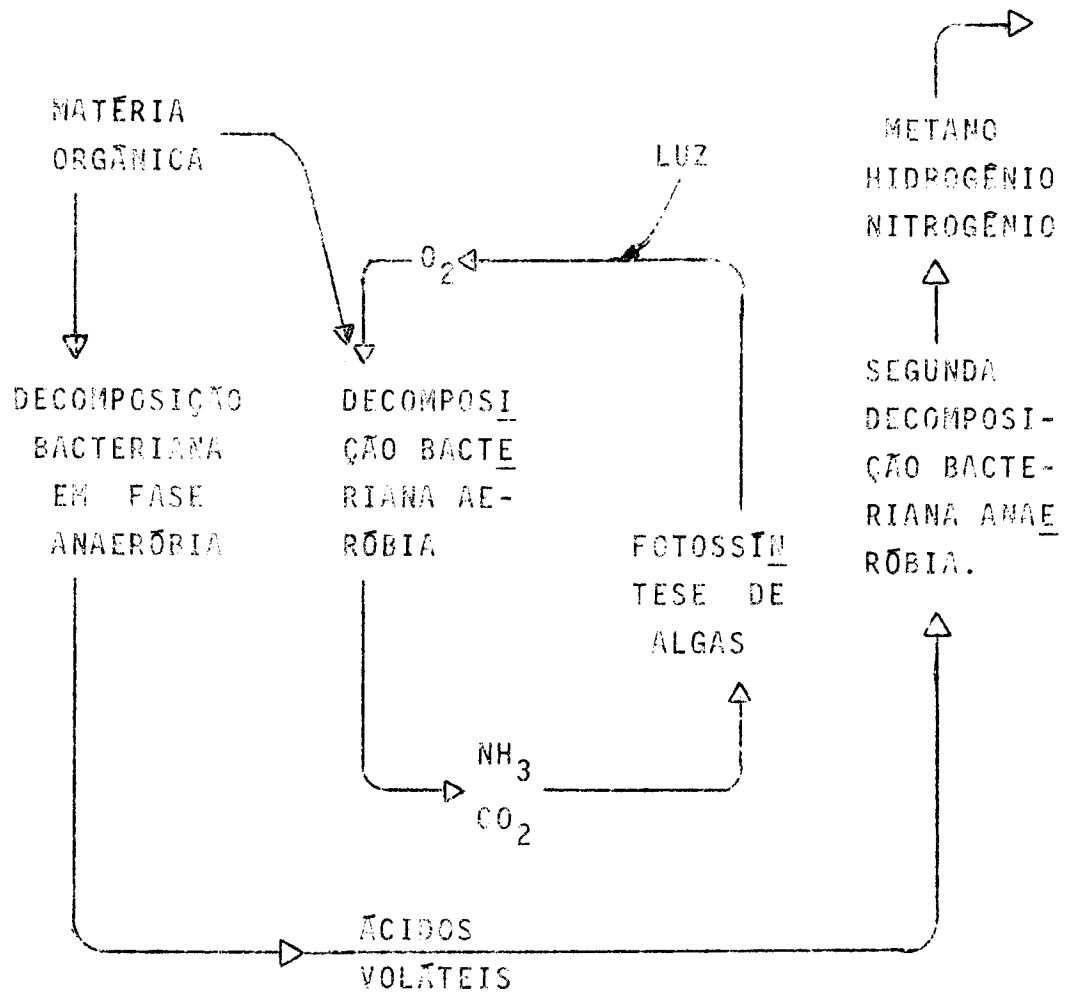 MATÉRIA
ORGÂNICA
LUZ
METANO
HIDROGÊNIO
NITROGÊNIO
O2
DECOMPOSIÇÃO
BACTERIANA
EM FASE
ANAERÓBIA
DECOMPOSI
ÇÃO BACTE
RIANA AE-
RÓBIA
FOTOSSÍN
TESE DE
ALGAS
SEGUNDA
DECOMPOSI-
ÇÃO BACTE-
RIANA ANAE
RÓBIA.
NH3
CO2
ÁCIDOS
VOLÁTEIS